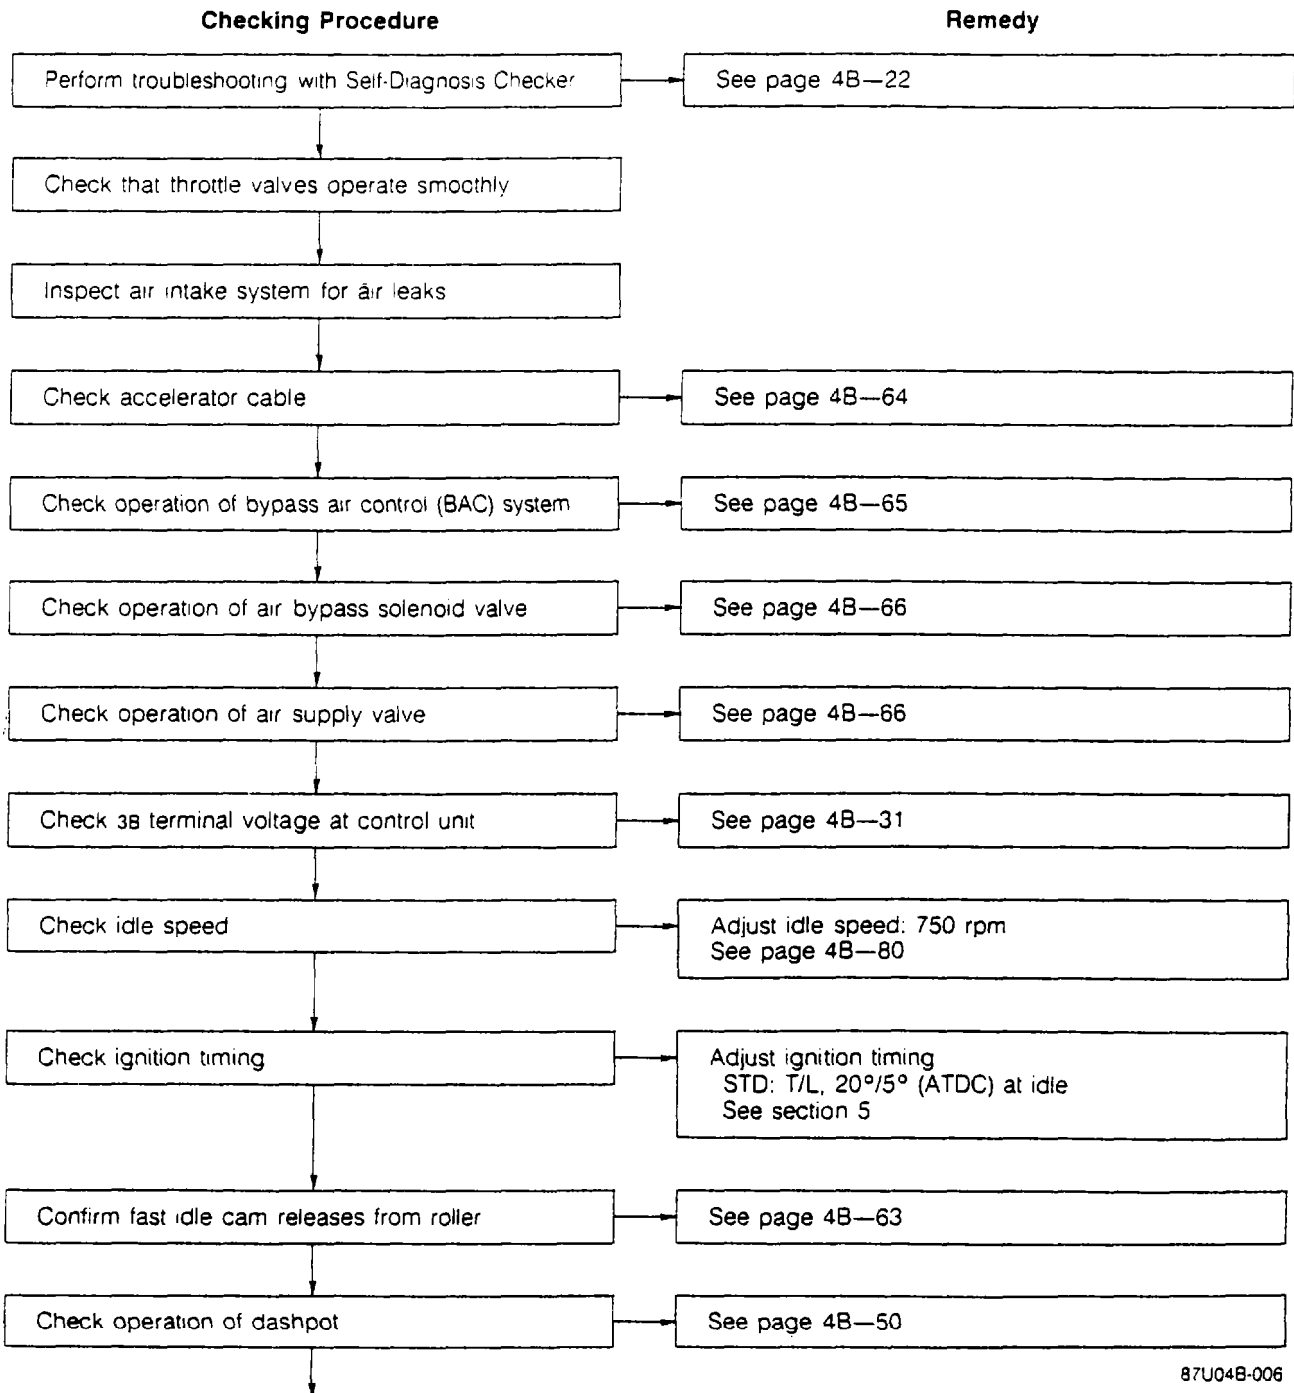 Checking Procedure
Remedy
Perform troubleshooting with Self-Diagnosis Checker
See page 4B—22
Check that throttle valves operate smoothly
Inspect air intake system for air leaks
Check accelerator cable
See page 4B—64
Check operation of bypass air control (BAC) system
See page 4B—65
Check operation of air bypass solenoid valve
See page 4B—66
Check operation of air supply valve
See page 4B—66
Check 3B terminal voltage at control unit
See page 4B—31
Check idle speed
Adjust idle speed: 750 rpm
See page 4B—80
Check ignition timing
Adjust ignition timing
STD: T/L, 20°/5° (ATDC) at idle
See section 5
Confirm fast idle cam releases from roller
See page 4B—63
Check operation of dashpot
See page 4B—50
87U04B-006